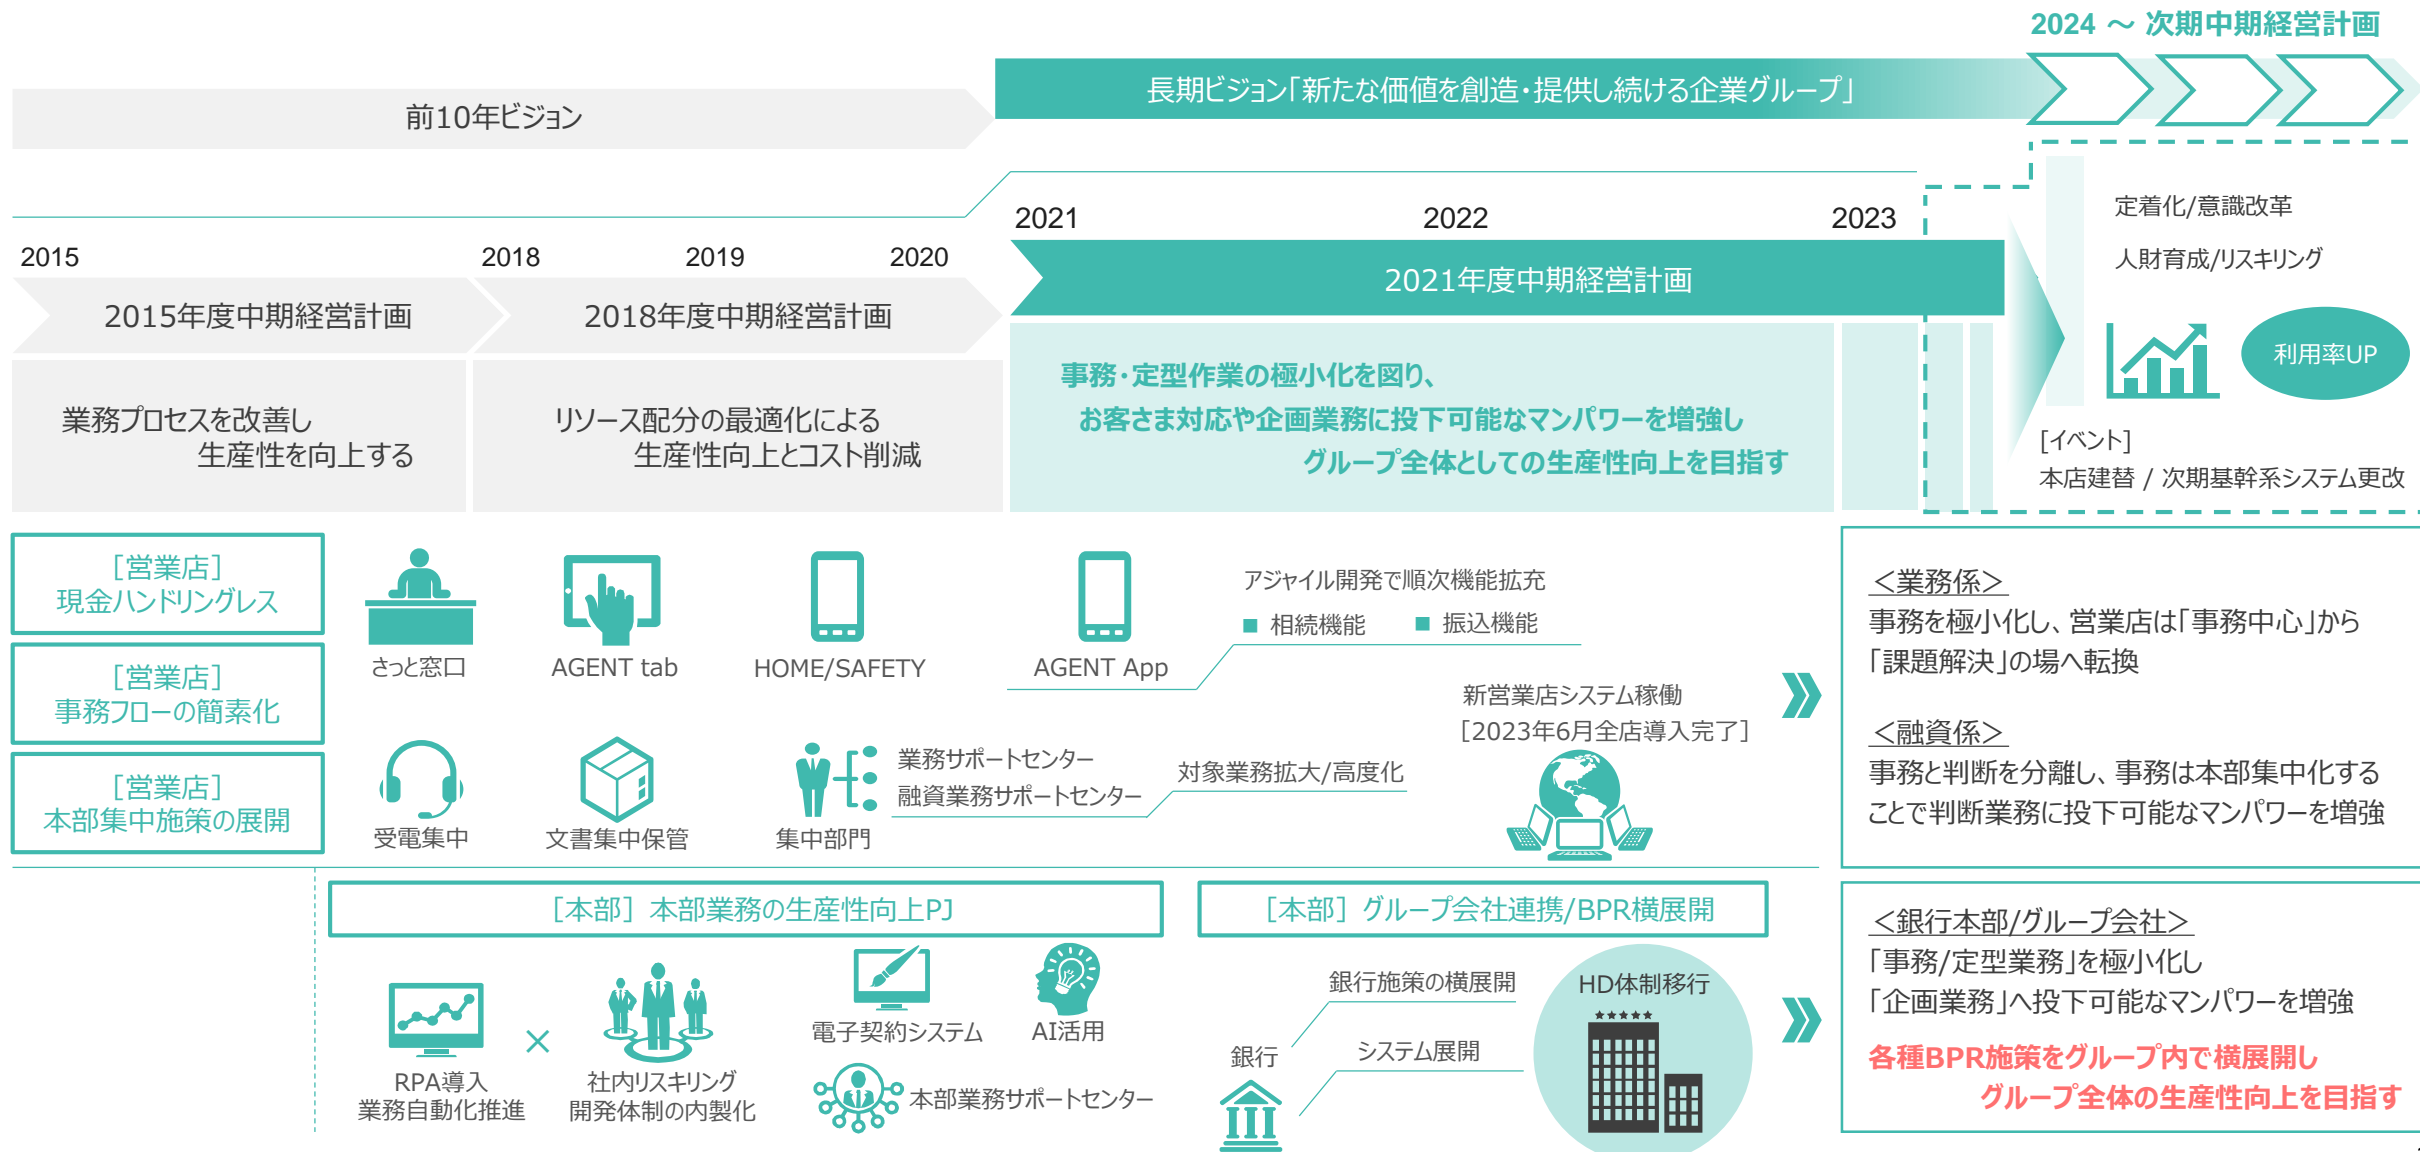 2024 ～ 次期中期経営計画
長期ビジョン「新たな価値を創造・提供し続ける企業グループ」
前10年ビジョン
2021
2022
2023
2015
2018
2019
2020
2021年度中期経営計画
2015年度中期経営計画
2018年度中期経営計画
定着化/意識改革
人財育成/リスキリング
利用率UP
[イベント]
本店建替 / 次期基幹系システム更改
業務プロセスを改善し
生産性を向上する
リソース配分の最適化による
生産性向上とコスト削減
事務・定型作業の極小化を図り、
お客さま対応や企画業務に投下可能なマンパワーを増強し
グループ全体としての生産性向上を目指す
［営業店］
現金ハンドリングレス
［営業店］
事務フローの簡素化
［営業店］
本部集中施策の展開
さっと窓口
AGENT tab
HOME/SAFETY
AGENT App
アジャイル開発で順次機能拡充
■ 相続機能
■ 振込機能
新営業店システム稼働
［2023年6月全店導入完了］
受電集中
文書集中保管
集中部門
業務サポートセンター
融資業務サポートセンター
対象業務拡大/高度化
＜業務係＞
事務を極小化し、営業店は「事務中心」から
「課題解決」の場へ転換
＜融資係＞
事務と判断を分離し、事務は本部集中化する
ことで判断業務に投下可能なマンパワーを増強
［本部］本部業務の生産性向上PJ
［本部］グループ会社連携/BPR横展開
RPA導入
業務自動化推進
×
社内リスキリング
開発体制の内製化
電子契約システム
AI活用
本部業務サポートセンター
銀行
銀行施策の横展開
システム展開
HD体制移行
＜銀行本部/グループ会社＞
「事務/定型業務」を極小化し
「企画業務」へ投下可能なマンパワーを増強
各種BPR施策をグループ内で横展開し
グループ全体の生産性向上を目指す